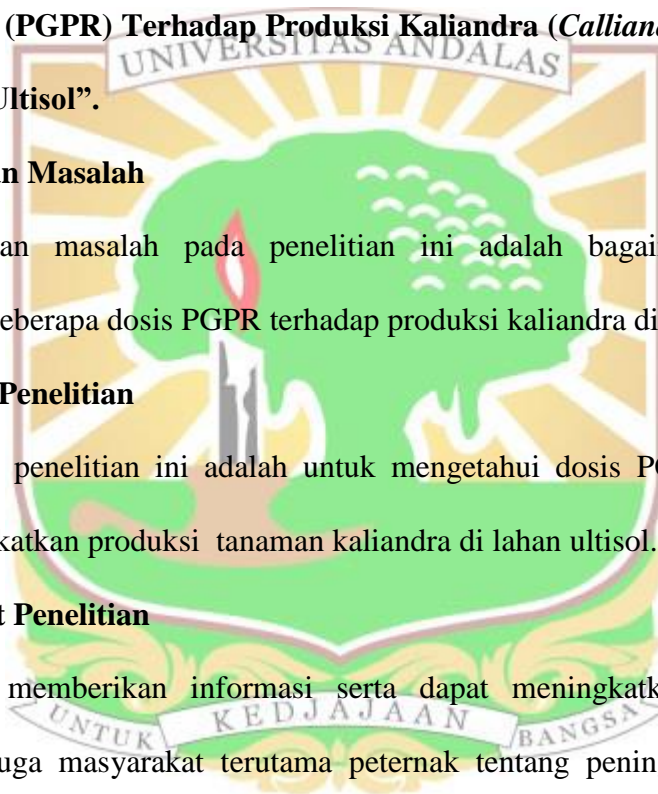 (PGPR) Terhadap Produksi Kaliandra (Callian
UNIVERSITAS ANDALAS
Ultisol”.
an Masalah
an masalah pada penelitian ini adalah bagai
eberapa dosis PGPR terhadap produksi kaliandra di
Penelitian
penelitian ini adalah untuk mengetahui dosis P
katkan produksi tanaman kaliandra di lahan ultisol.
t Penelitian
memberikan informasi serta dapat meningkatk
UNTUK KEDJAJAAN BANGSA
uga masyarakat terutama peternak tentang penin